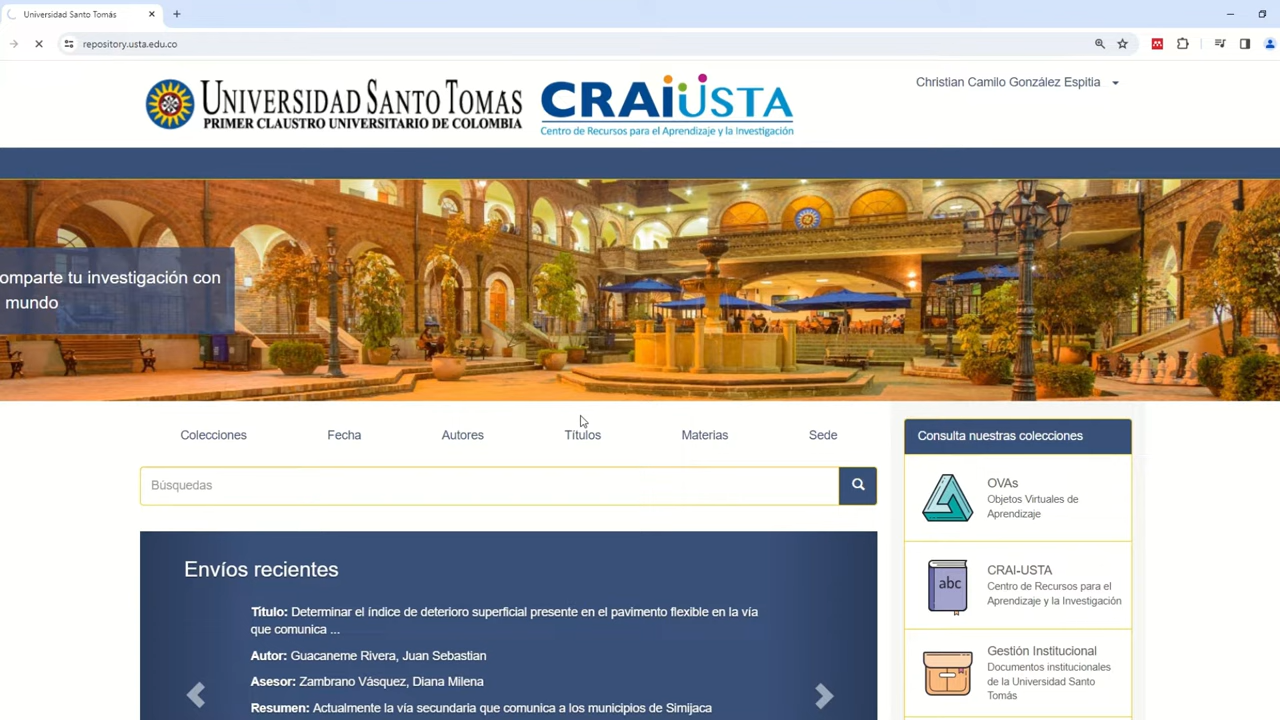 Universidad Santo Tomás
repository.usta.edu.co
UNIVERSIDAD SANTO TOMAS
PRIMER CLAUSTRO UNIVERSITARIO DE COLOMBIA
CRAIUSTA
Centro de Recursos para el Aprendizaje y la Investigación
Christian Camilo González Espitia
omparte tu investigación con
mundo
Colecciones Fecha Autores Títulos Materias Sede
Búsquedas
Envíos recientes
Título: Determinar el índice de deterioro superficial presente en el pavimento flexible en la vía
que comunica ...
Autor: Guacaneme Rivera, Juan Sebastian
Asesor: Zambrano Vásquez, Diana Milena
Resumen: Actualmente la vía secundaria que comunica a los municipios de Simijaca
Consulta nuestras colecciones
OVAs
Objetos Virtuales de
Aprendizaje
abc
CRAI-USTA
Centro de Recursos para el
Aprendizaje y la Investigación
Gestión Institucional
Documentos institucionales
de la Universidad Santo
Tomás